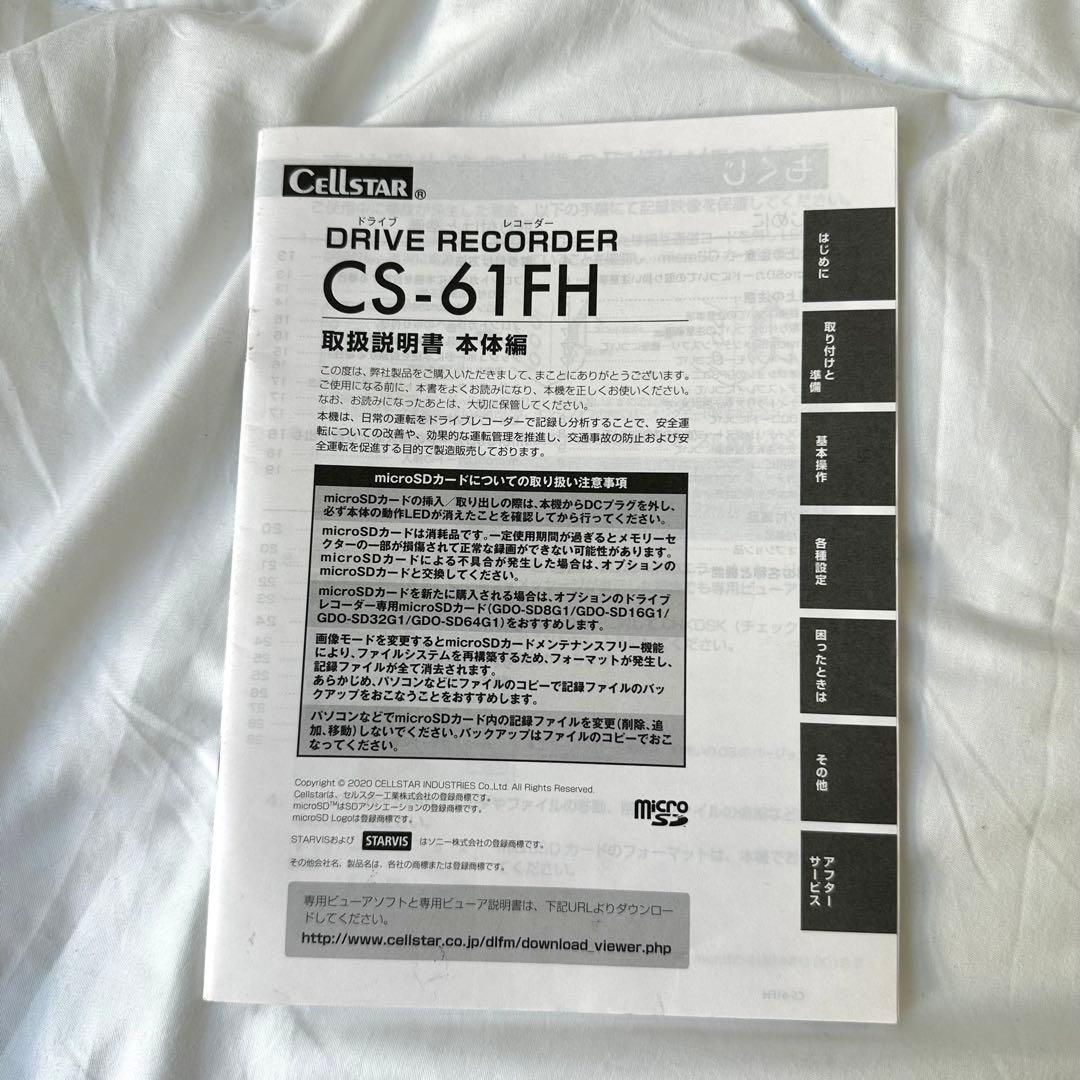 CELLSTAR®
ドライブ レコーダー
DRIVE RECORDER
CS-61FH
取扱説明書 本体編
この度は、弊社製品をご購入いただきまして、まことにありがとうございます。
ご使用になる前に、本書をよくお読みになり、本機を正しくお使いください。
なお、お読みになったあとは、大切に保管してください。
本機は、日常の運転をドライブレコーダーで記録し分析することで、安全運
転についての改善や、効果的な運転管理を推進し、交通事故の防止および安
全運転を促進する目的で製造販売しております。
microSDカードについての取り扱い注意事項
microSDカードの挿入／取り出しの際は、本機からDCプラグを外し、
必ず本体の動作LEDが消えたことを確認してから行ってください。
microSDカードは消耗品です。一定使用期間が過ぎるとメモリーセ
クターの一部が損傷されて正常な録画ができない可能性があります。
microSDカードによる不具合が発生した場合は、オプションの
microSDカードと交換してください。
microSDカードを新たに購入される場合は、オプションのドライブ
レコーダー専用microSDカード（GDO-SD8G1/GDO-SD16G1/
GDO-SD32G1/GDO-SD64G1）をおすすめします。
画像モードを変更するとmicroSDカードメンテナンスフリー機能
により、ファイルシステムを再構築するため、フォーマットが発生し、
記録ファイルが全て消去されます。
あらかじめ、パソコンなどにファイルのコピーで記録ファイルのバッ
クアップをおこなうことをおすすめします。
パソコンなどでmicroSDカード内の記録ファイルを変更（削除、追
加、移動）しないでください。バックアップはファイルのコピーでおこ
なってください。
Copyright © 2020 CELLSTAR INDUSTRIES Co.,Ltd. All Rights Reserved.
Cellstarは、セルスター工業株式会社の登録商標です。
microSD™はSDアソシエーションの登録商標です。
microSD Logoは登録商標です。
micro SD
STARVISおよび STARVIS はソニー株式会社の登録商標です。
その他会社名、製品名は、各社の商標または登録商標です。
専用ビューアソフトと専用ビューア説明書は、下記URLよりダウンロー
ドしてください。
http://www.cellstar.co.jp/dlfm/download_viewer.php
はじめに
取り付けと
準備
基本操作
各種設定
困ったときは
その他
アフター
サービス